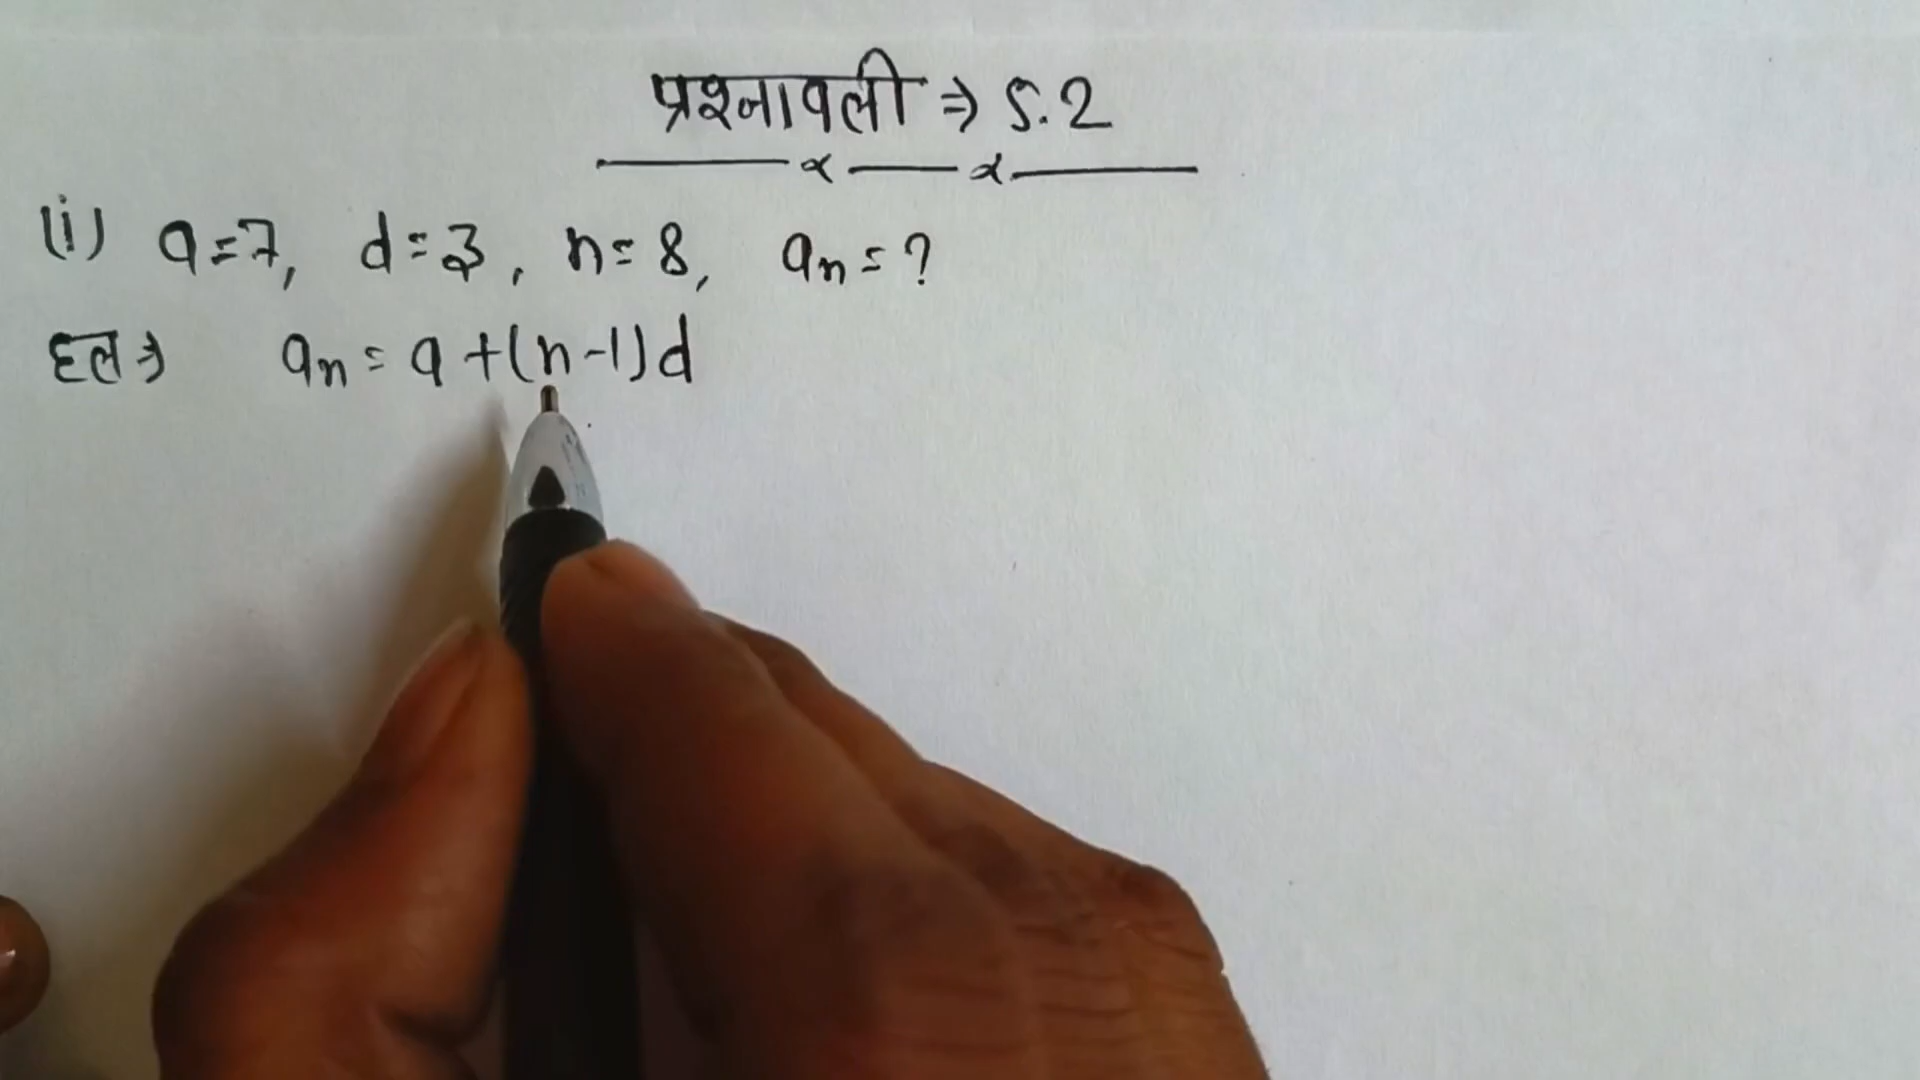 प्रश्नावली ⇒ 5.2
(i) a=7, d=3, n=8, an=?
हल⇒ an = a+(n-1)d